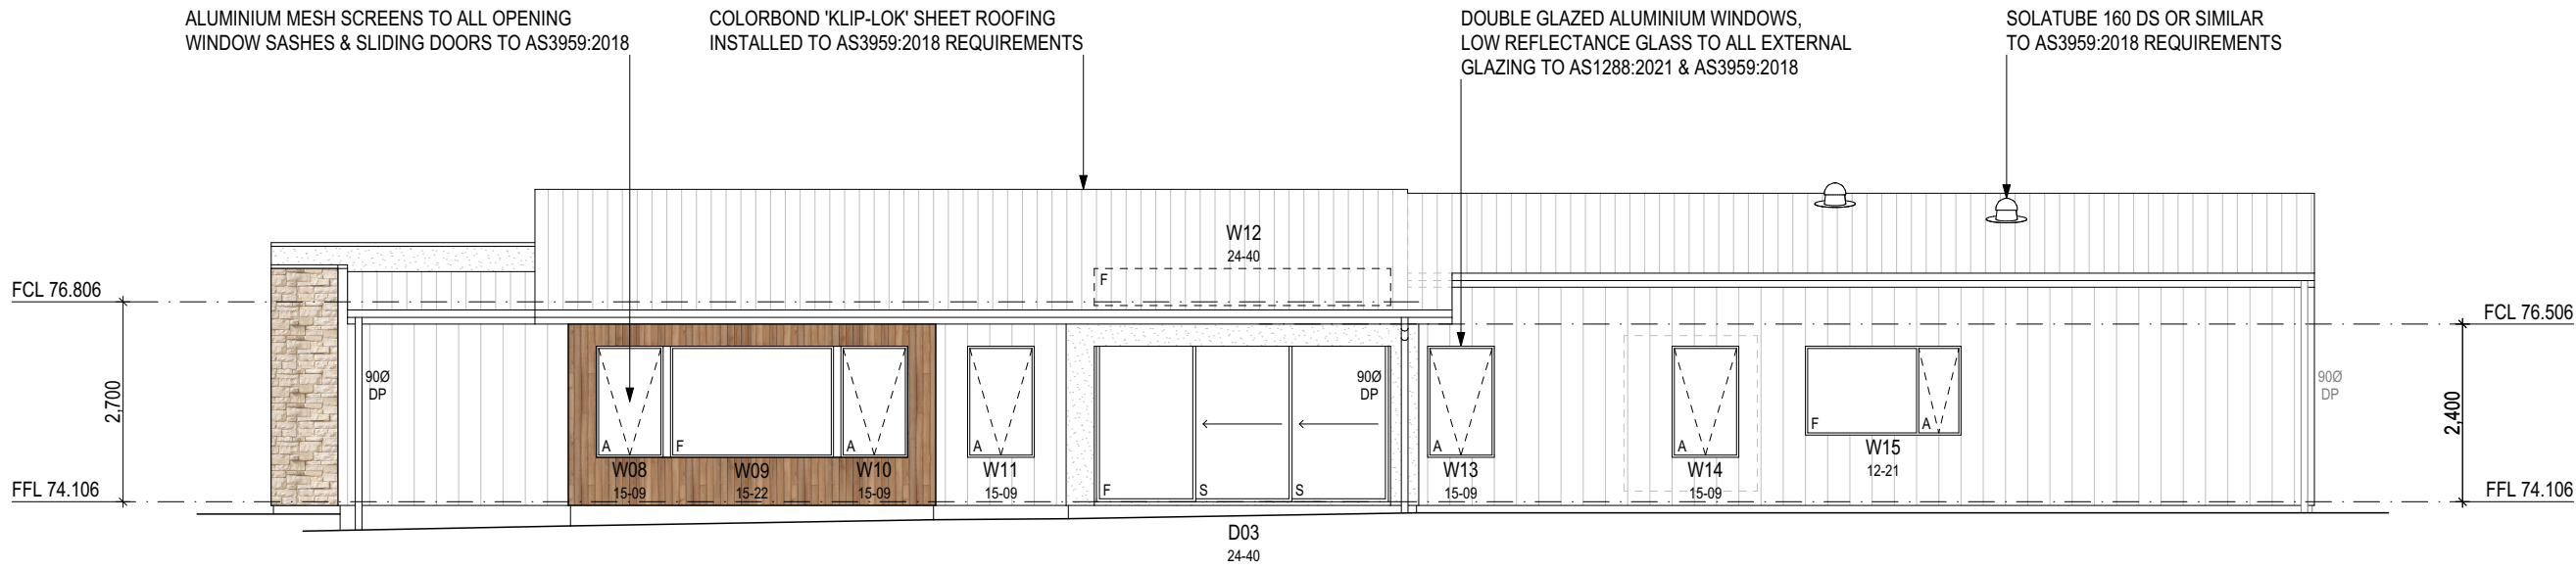 ALUMINIUM MESH SCREENS TO ALL OPENING
WINDOW SASHES & SLIDING DOORS TO AS3959:2018
COLORBOND 'KLIP-LOK' SHEET ROOFING
INSTALLED TO AS3959:2018 REQUIREMENTS
DOUBLE GLAZED ALUMINIUM WINDOWS,
LOW REFLECTANCE GLASS TO ALL EXTERNAL
GLAZING TO AS1288:2021 & AS3959:2018
SOLATUBE 160 DS OR SIMILAR
TO AS3959:2018 REQUIREMENTS
W12
24-40
F
FCL 76.806
FCL 76.506
2,700
2,400
90Ø
DP
90Ø
DP
90Ø
DP
A
F
A
A
F
S
S
A
A
F
A
W08
15-09
W09
15-22
W10
15-09
W11
15-09
W13
15-09
W14
15-09
W15
12-21
FFL 74.106
FFL 74.106
D03
24-40